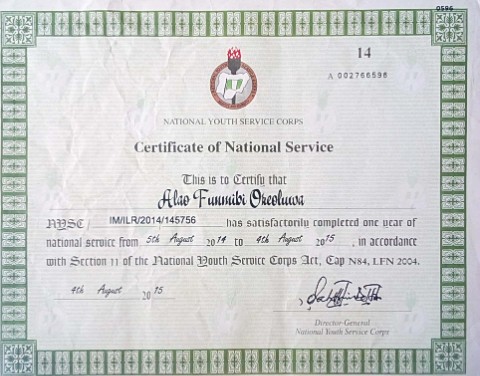 0596
14
A 002766596
NATIONAL YOUTH SERVICE CORPS
Certificate of National Service
This is to Certify that
Alao Funmibi Okeoluwa
NYSC/ IM/ILR/2014/145756 has satisfactorily completed one year of
national service from 5th August 2014 to 4th August 2015, in accordance
with Section 11 of the National Youth Service Corps Act, Cap N84, LFN 2004.
4th August 2015
Director-General
National Youth Service Corps